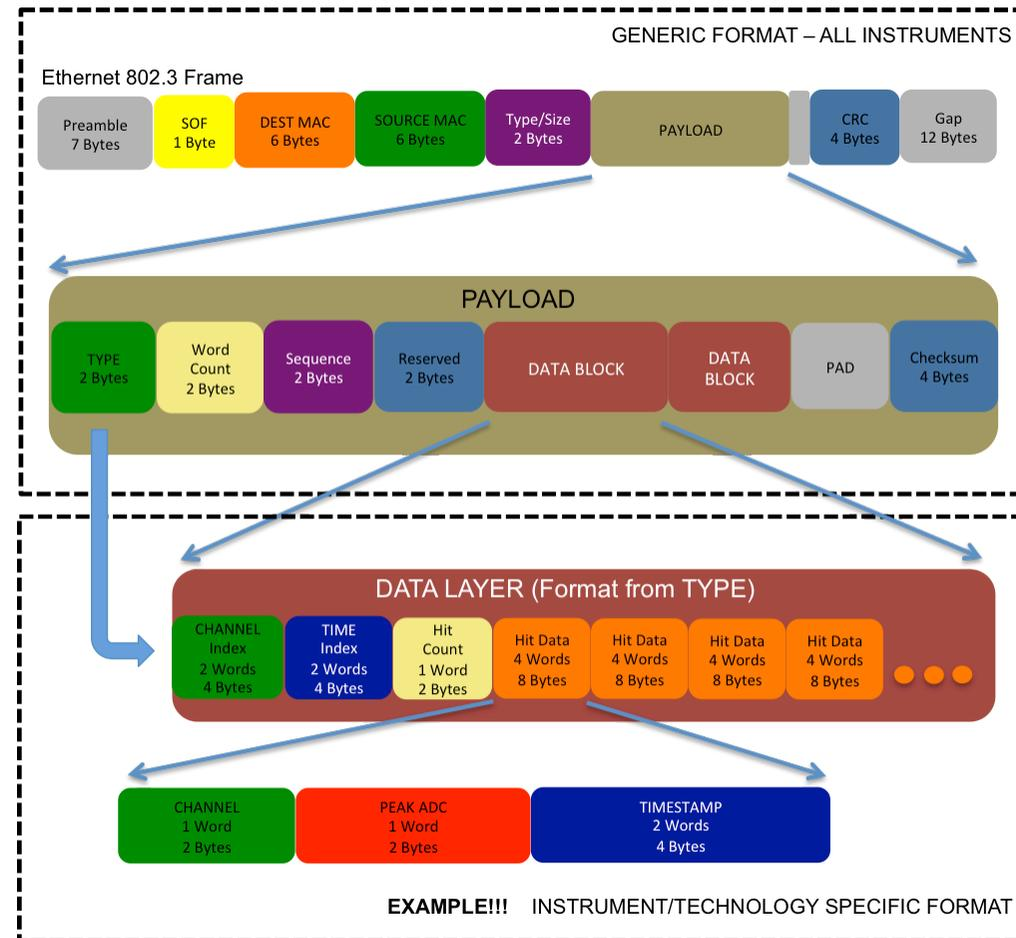 GENERIC FORMAT – ALL INSTRUMENTS
Ethernet 802.3 Frame
Preamble
7 Bytes
SOF
1 Byte
DEST MAC
6 Bytes
SOURCE MAC
6 Bytes
Type/Size
2 Bytes
PAYLOAD
CRC
4 Bytes
Gap
12 Bytes
PAYLOAD
TYPE
2 Bytes
Word
Count
2 Bytes
Sequence
2 Bytes
Reserved
2 Bytes
DATA BLOCK
DATA
BLOCK
PAD
Checksum
4 Bytes
DATA LAYER (Format from TYPE)
CHANNEL
Index
2 Words
4 Bytes
TIME
Index
2 Words
4 Bytes
Hit
Count
1 Word
2 Bytes
Hit Data
4 Words
8 Bytes
Hit Data
4 Words
8 Bytes
Hit Data
4 Words
8 Bytes
Hit Data
4 Words
8 Bytes
CHANNEL
1 Word
2 Bytes
PEAK ADC
1 Word
2 Bytes
TIMESTAMP
2 Words
4 Bytes
EXAMPLE!!! INSTRUMENT/TECHNOLOGY SPECIFIC FORMAT